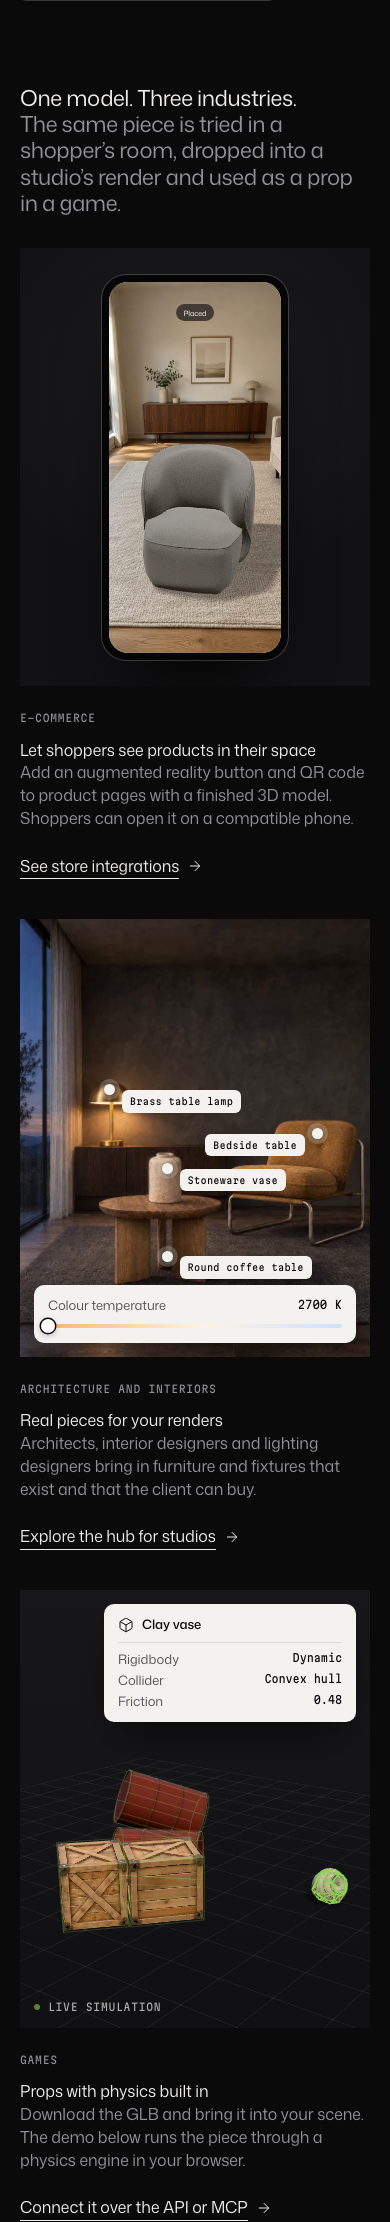 One model. Three industries.
The same piece is tried in a
shopper’s room, dropped into a
studio’s render and used as a prop
in a game.
Placed
E-COMMERCE
Let shoppers see products in their space
Add an augmented reality button and QR code
to product pages with a finished 3D model.
Shoppers can open it on a compatible phone.
See store integrations →
Brass table lamp
Bedside table
Stoneware vase
Round coffee table
Colour temperature 2700 K
ARCHITECTURE AND INTERIORS
Real pieces for your renders
Architects, interior designers and lighting
designers bring in furniture and fixtures that
exist and that the client can buy.
Explore the hub for studios →
Clay vase
Rigidbody Dynamic
Collider Convex hull
Friction 0.48
LIVE SIMULATION
GAMES
Props with physics built in
Download the GLB and bring it into your scene.
The demo below runs the piece through a
physics engine in your browser.
Connect it over the API or MCP →